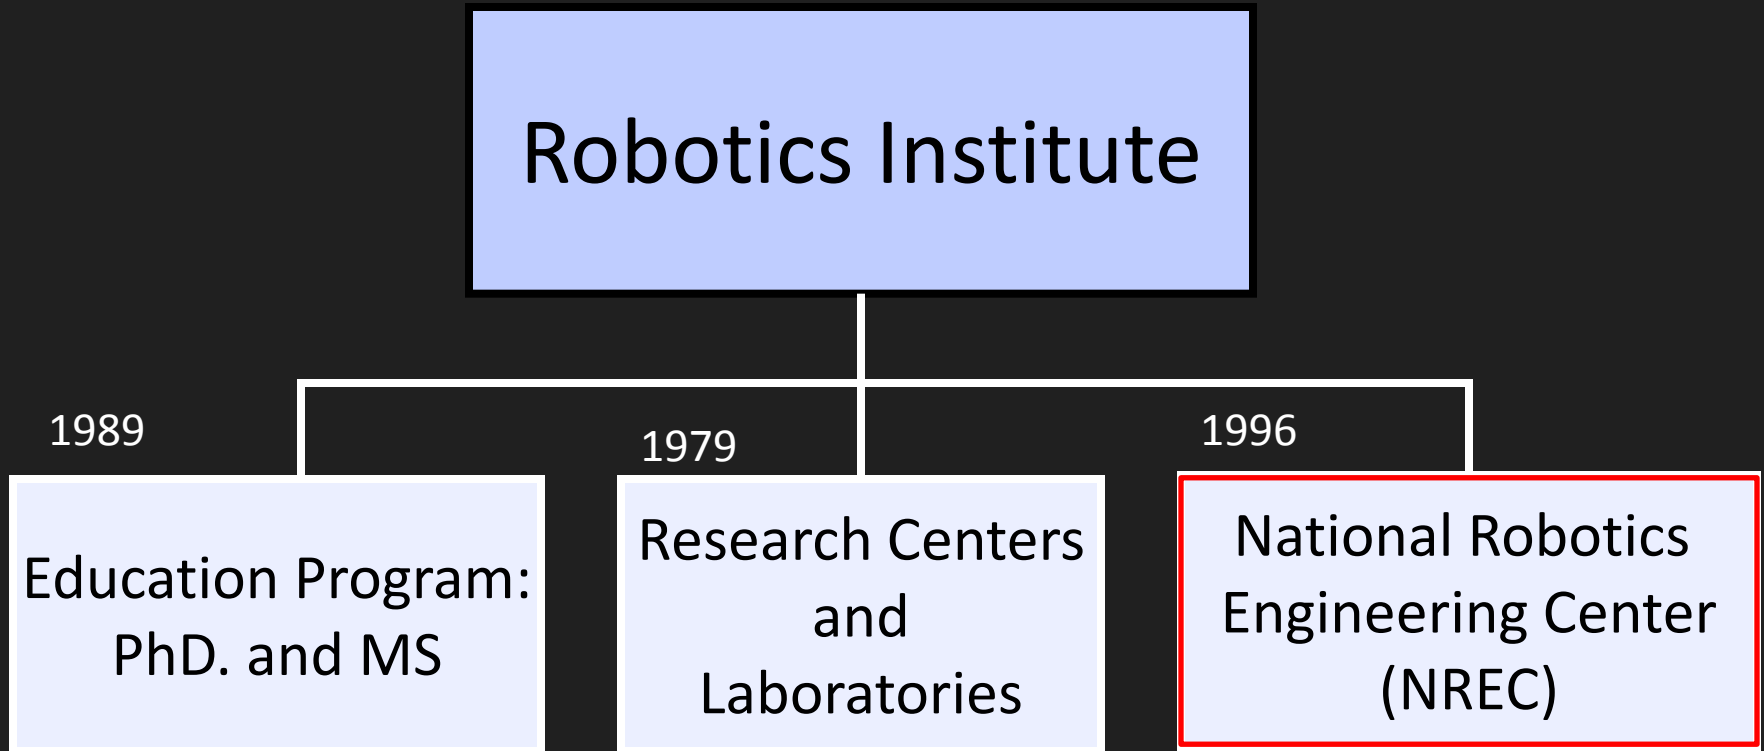 Robotics Institute
1989
Education Program:
PhD. and MS
1979
Research Centers
and
Laboratories
1996
National Robotics
Engineering Center
(NREC)